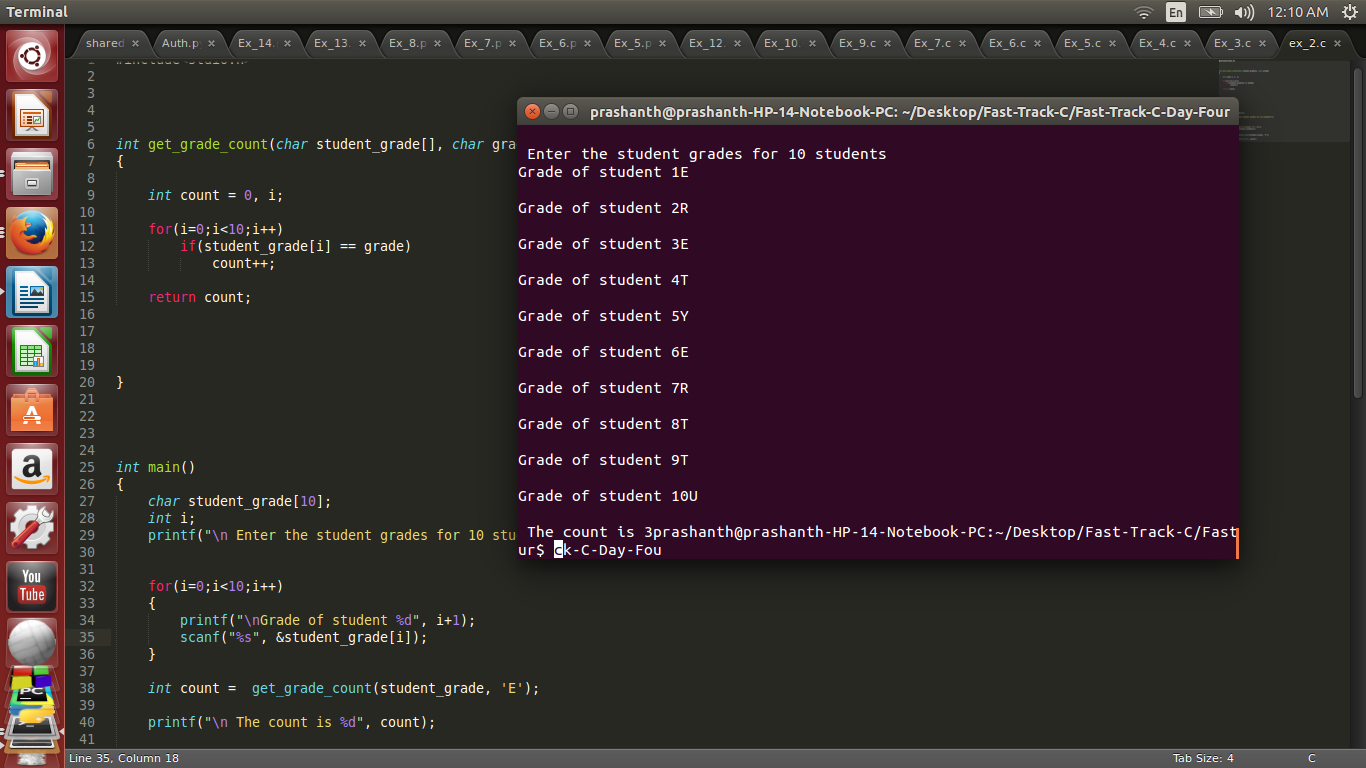 Terminal
En
12:10 AM
shared
Auth.p
Ex_14.
Ex_13.
Ex_8.p
Ex_7.p
Ex_6.p
Ex_5.p
Ex_12.
Ex_10.
Ex_9.c
Ex_7.c
Ex_6.c
Ex_5.c
Ex_4.c
Ex_3.c
ex_2.c
2
3
4
5
6 int get_grade_count(char student_grade[], char gra
7 {
8
9 int count = 0, i;
10
11 for(i=0;i<10;i++)
12 if(student_grade[i] == grade)
13 count++;
14
15 return count;
16
17
18
19
20 }
21
22
23
24
25 int main()
26 {
27 char student_grade[10];
28 int i;
29 printf("\n Enter the student grades for 10 stu
30
31
32 for(i=0;i<10;i++)
33 {
34 printf("\nGrade of student %d", i+1);
35 scanf("%s", &student_grade[i]);
36 }
37
38 int count =  get_grade_count(student_grade, 'E');
39
40 printf("\n The count is %d", count);
41
prashanth@prashanth-HP-14-Notebook-PC: ~/Desktop/Fast-Track-C/Fast-Track-C-Day-Four
Enter the student grades for 10 students
Grade of student 1E
Grade of student 2R
Grade of student 3E
Grade of student 4T
Grade of student 5Y
Grade of student 6E
Grade of student 7R
Grade of student 8T
Grade of student 9T
Grade of student 10U
The count is 3prashanth@prashanth-HP-14-Notebook-PC:~/Desktop/Fast-Track-C/Fast
ur$ ck-C-Day-Fou
a
You
Tube
PC
Line 35, Column 18
Tab Size: 4
C